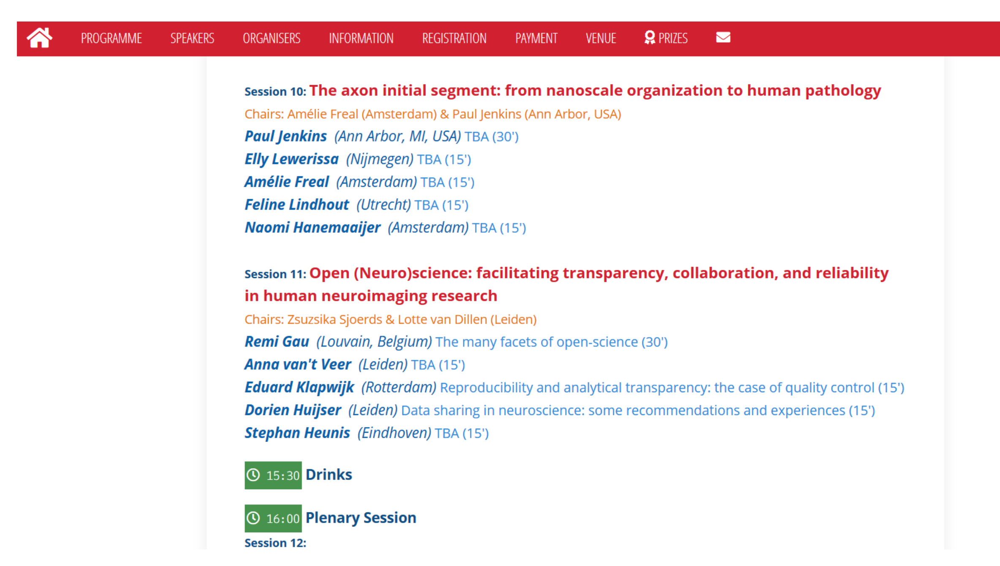 PROGRAMME SPEAKERS ORGANISERS INFORMATION REGISTRATION PAYMENT VENUE PRIZES
Session 10: The axon initial segment: from nanoscale organization to human pathology
Chairs: Amélie Freal (Amsterdam) & Paul Jenkins (Ann Arbor, USA)
Paul Jenkins (Ann Arbor, MI, USA) TBA (30')
Elly Lewerissa (Nijmegen) TBA (15')
Amélie Freal (Amsterdam) TBA (15')
Feline Lindhout (Utrecht) TBA (15')
Naomi Hanemaaijer (Amsterdam) TBA (15')
Session 11: Open (Neuro)science: facilitating transparency, collaboration, and reliability
in human neuroimaging research
Chairs: Zsuzsika Sjoerds & Lotte van Dillen (Leiden)
Remi Gau (Louvain, Belgium) The many facets of open-science (30')
Anna van't Veer (Leiden) TBA (15')
Eduard Klapwijk (Rotterdam) Reproducibility and analytical transparency: the case of quality control (15')
Dorien Huijser (Leiden) Data sharing in neuroscience: some recommendations and experiences (15')
Stephan Heunis (Eindhoven) TBA (15')
15:30 Drinks
16:00 Plenary Session
Session 12: